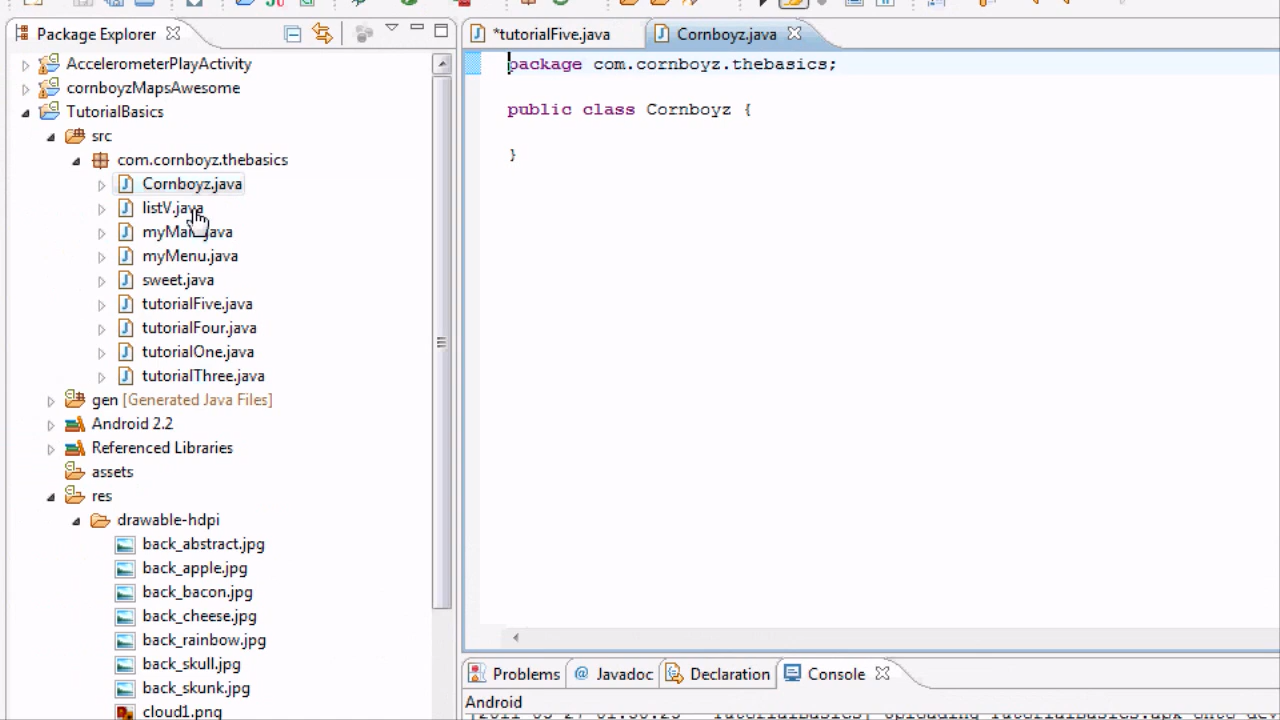 Package Explorer
*tutorialFive.java
Cornboyz.java
AccelerometerPlayActivity
cornboyzMapsAwesome
TutorialBasics
src
com.cornboyz.thebasics
Cornboyz.java
listV.java
myMain.java
myMenu.java
sweet.java
tutorialFive.java
tutorialFour.java
tutorialOne.java
tutorialThree.java
gen [Generated Java Files]
Android 2.2
Referenced Libraries
assets
res
drawable-hdpi
back_abstract.jpg
back_apple.jpg
back_bacon.jpg
back_cheese.jpg
back_rainbow.jpg
back_skull.jpg
back_skunk.jpg
cloud1.png
package com.cornboyz.thebasics;
public class Cornboyz {
}
Problems
@ Javadoc
Declaration
Console
Android